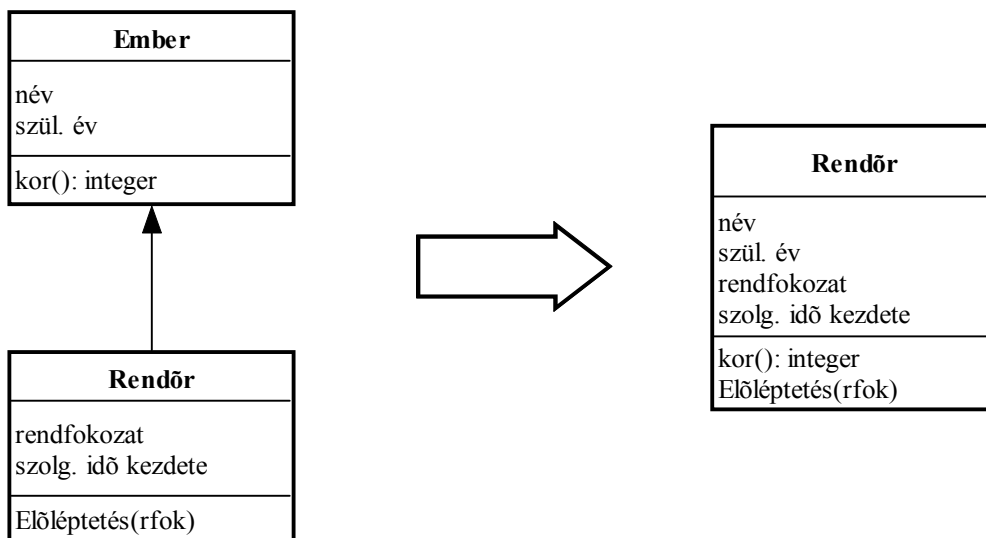 Ember
név
szül. év
kor(): integer
Rendõr
rendfokozat
szolg. idõ kezdete
Elõléptetés(rfok)
Rendõr
név
szül. év
rendfokozat
szolg. idõ kezdete
kor(): integer
Elõléptetés(rfok)